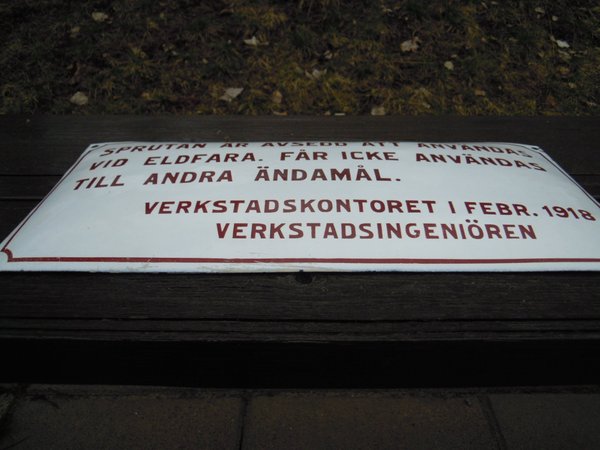 SPRUTAN ÄR AVSEDD ATT ANVÄNDAS
VID ELDFARA. FÅR ICKE ANVÄNDAS
TILL ANDRA ÄNDAMÅL.
VERKSTADSKONTORET I FEBR. 1918
VERKSTADSINGENIÖREN